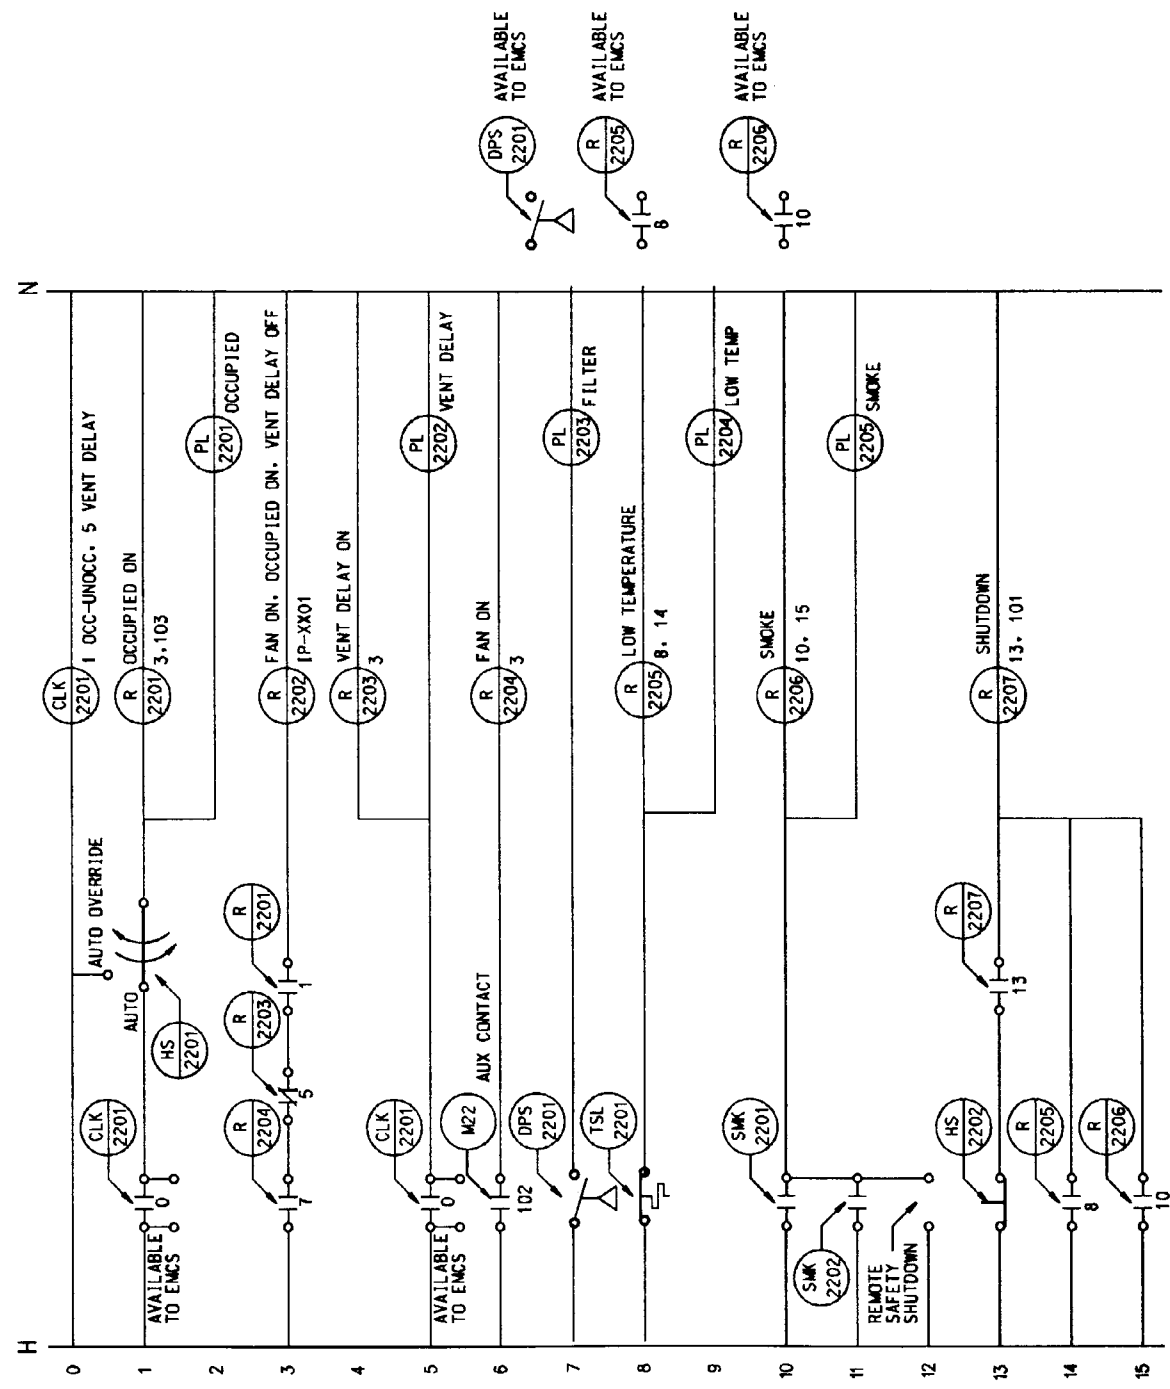 H
N
0
CLK
2201
1 OCC-UNOCC. 5 VENT DELAY
AUTO OVERRIDE
1
AVAILABLE
TO EMCS
0
CLK
2201
AUTO
HS
2201
R
2201
OCCUPIED ON
3,103
2
PL
2201
OCCUPIED
3
7
R
2204
5
R
2203
1
R
2201
R
2202
FAN ON. OCCUPIED ON. VENT DELAY OFF
IP-XX01
4
R
2203
VENT DELAY ON
3
5
AVAILABLE
TO EMCS
0
CLK
2201
PL
2202
VENT DELAY
6
102
M22
AUX CONTACT
R
2204
FAN ON
3
7
DPS
2201
PL
2203
FILTER
DPS
2201
AVAILABLE
TO EMCS
8
TSL
2201
R
2205
LOW TEMPERATURE
8. 14
8
R
2205
AVAILABLE
TO EMCS
9
PL
2204
LOW TEMP
10
SMK
2201
R
2206
SMOKE
10. 15
10
R
2206
AVAILABLE
TO EMCS
11
SMK
2202
PL
2205
SMOKE
12
REMOTE
SAFETY
SHUTDOWN
13
HS
2202
13
R
2207
R
2207
SHUTDOWN
13. 101
14
8
R
2205
15
10
R
2206